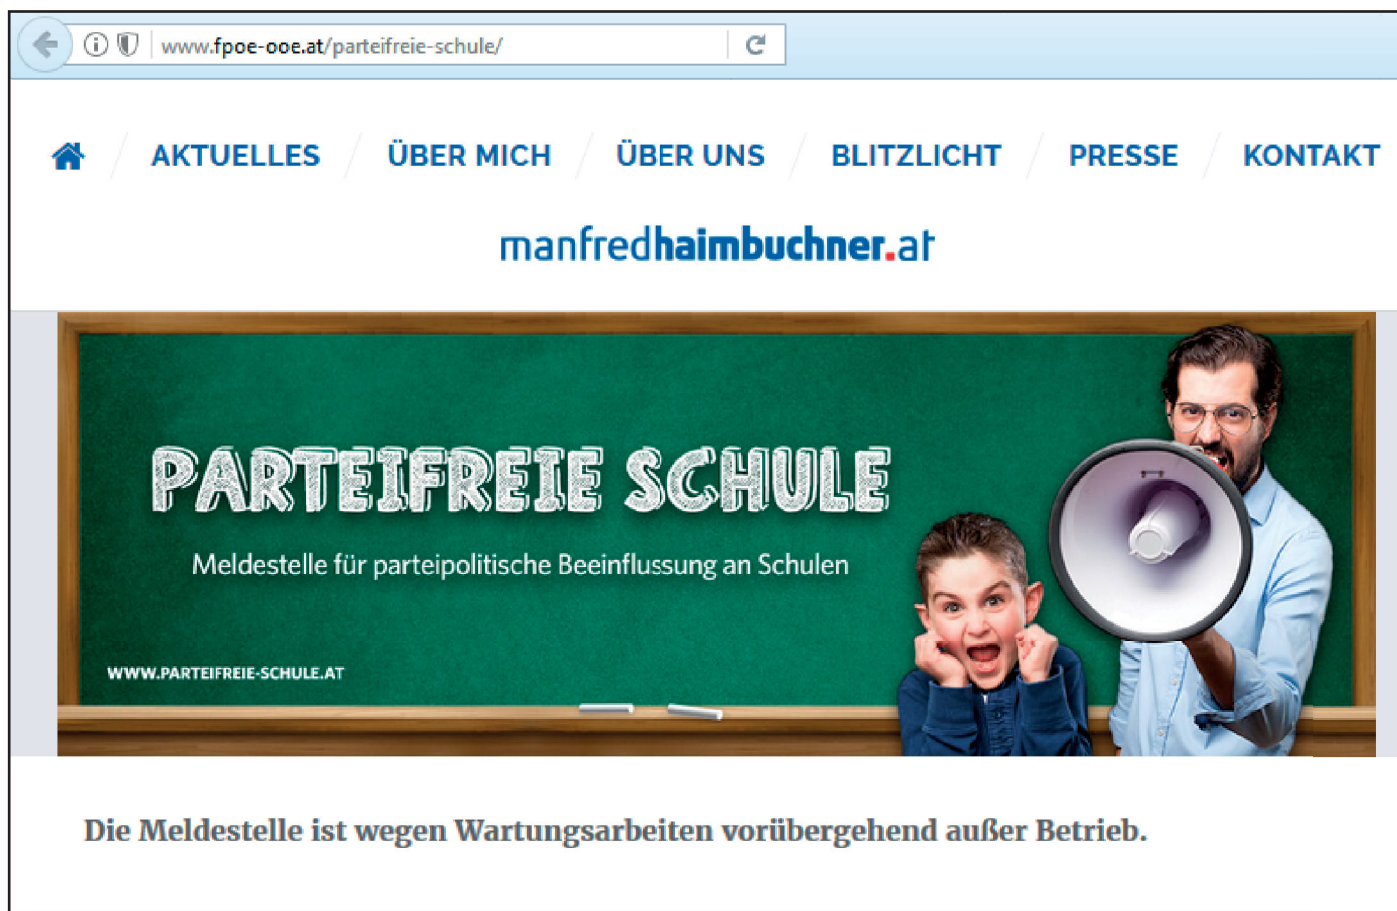 www.fpoe-ooe.at/parteifreie-schule/
AKTUELLES / ÜBER MICH / ÜBER UNS / BLITZLICHT / PRESSE / KONTAKT
manfredhaimbuchner.at
PARTEIFREIE SCHULE
Meldestelle für parteipolitische Beeinflussung an Schulen
WWW.PARTEIFREIE-SCHULE.AT
Die Meldestelle ist wegen Wartungsarbeiten vorübergehend außer Betrieb.